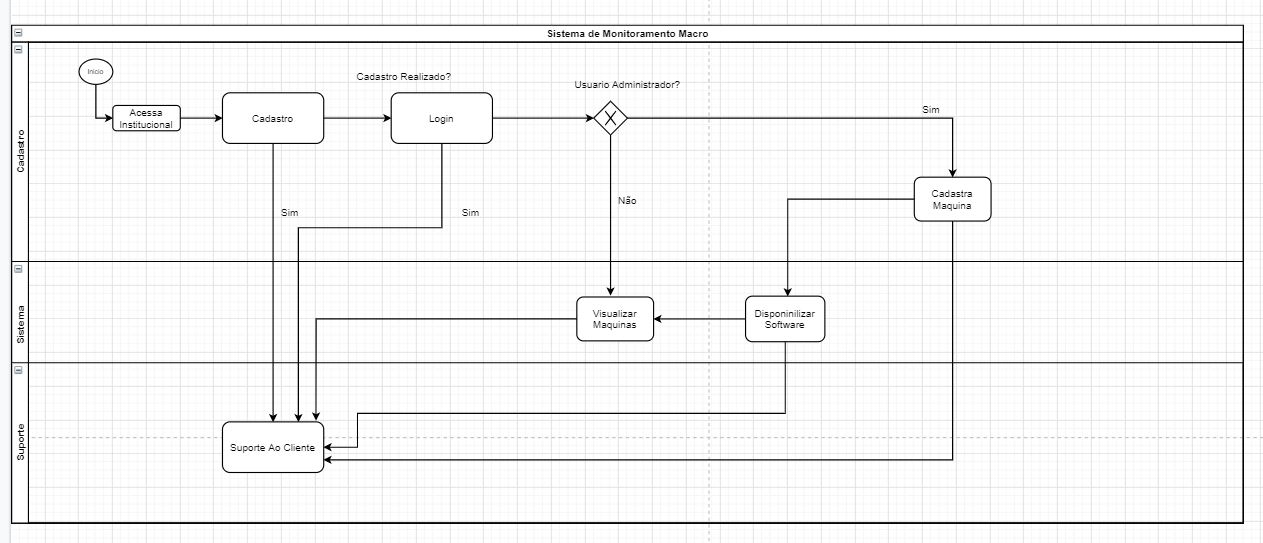 Sistema de Monitoramento Macro
Cadastro
Inicio
Acessa
Institucional
Cadastro
Cadastro Realizado?
Login
Usuario Administrador?
Sim
Cadastra
Maquina
Sim
Sim
Não
Sistema
Visualizar
Maquinas
Disponinilizar
Software
Suporte
Suporte Ao Cliente